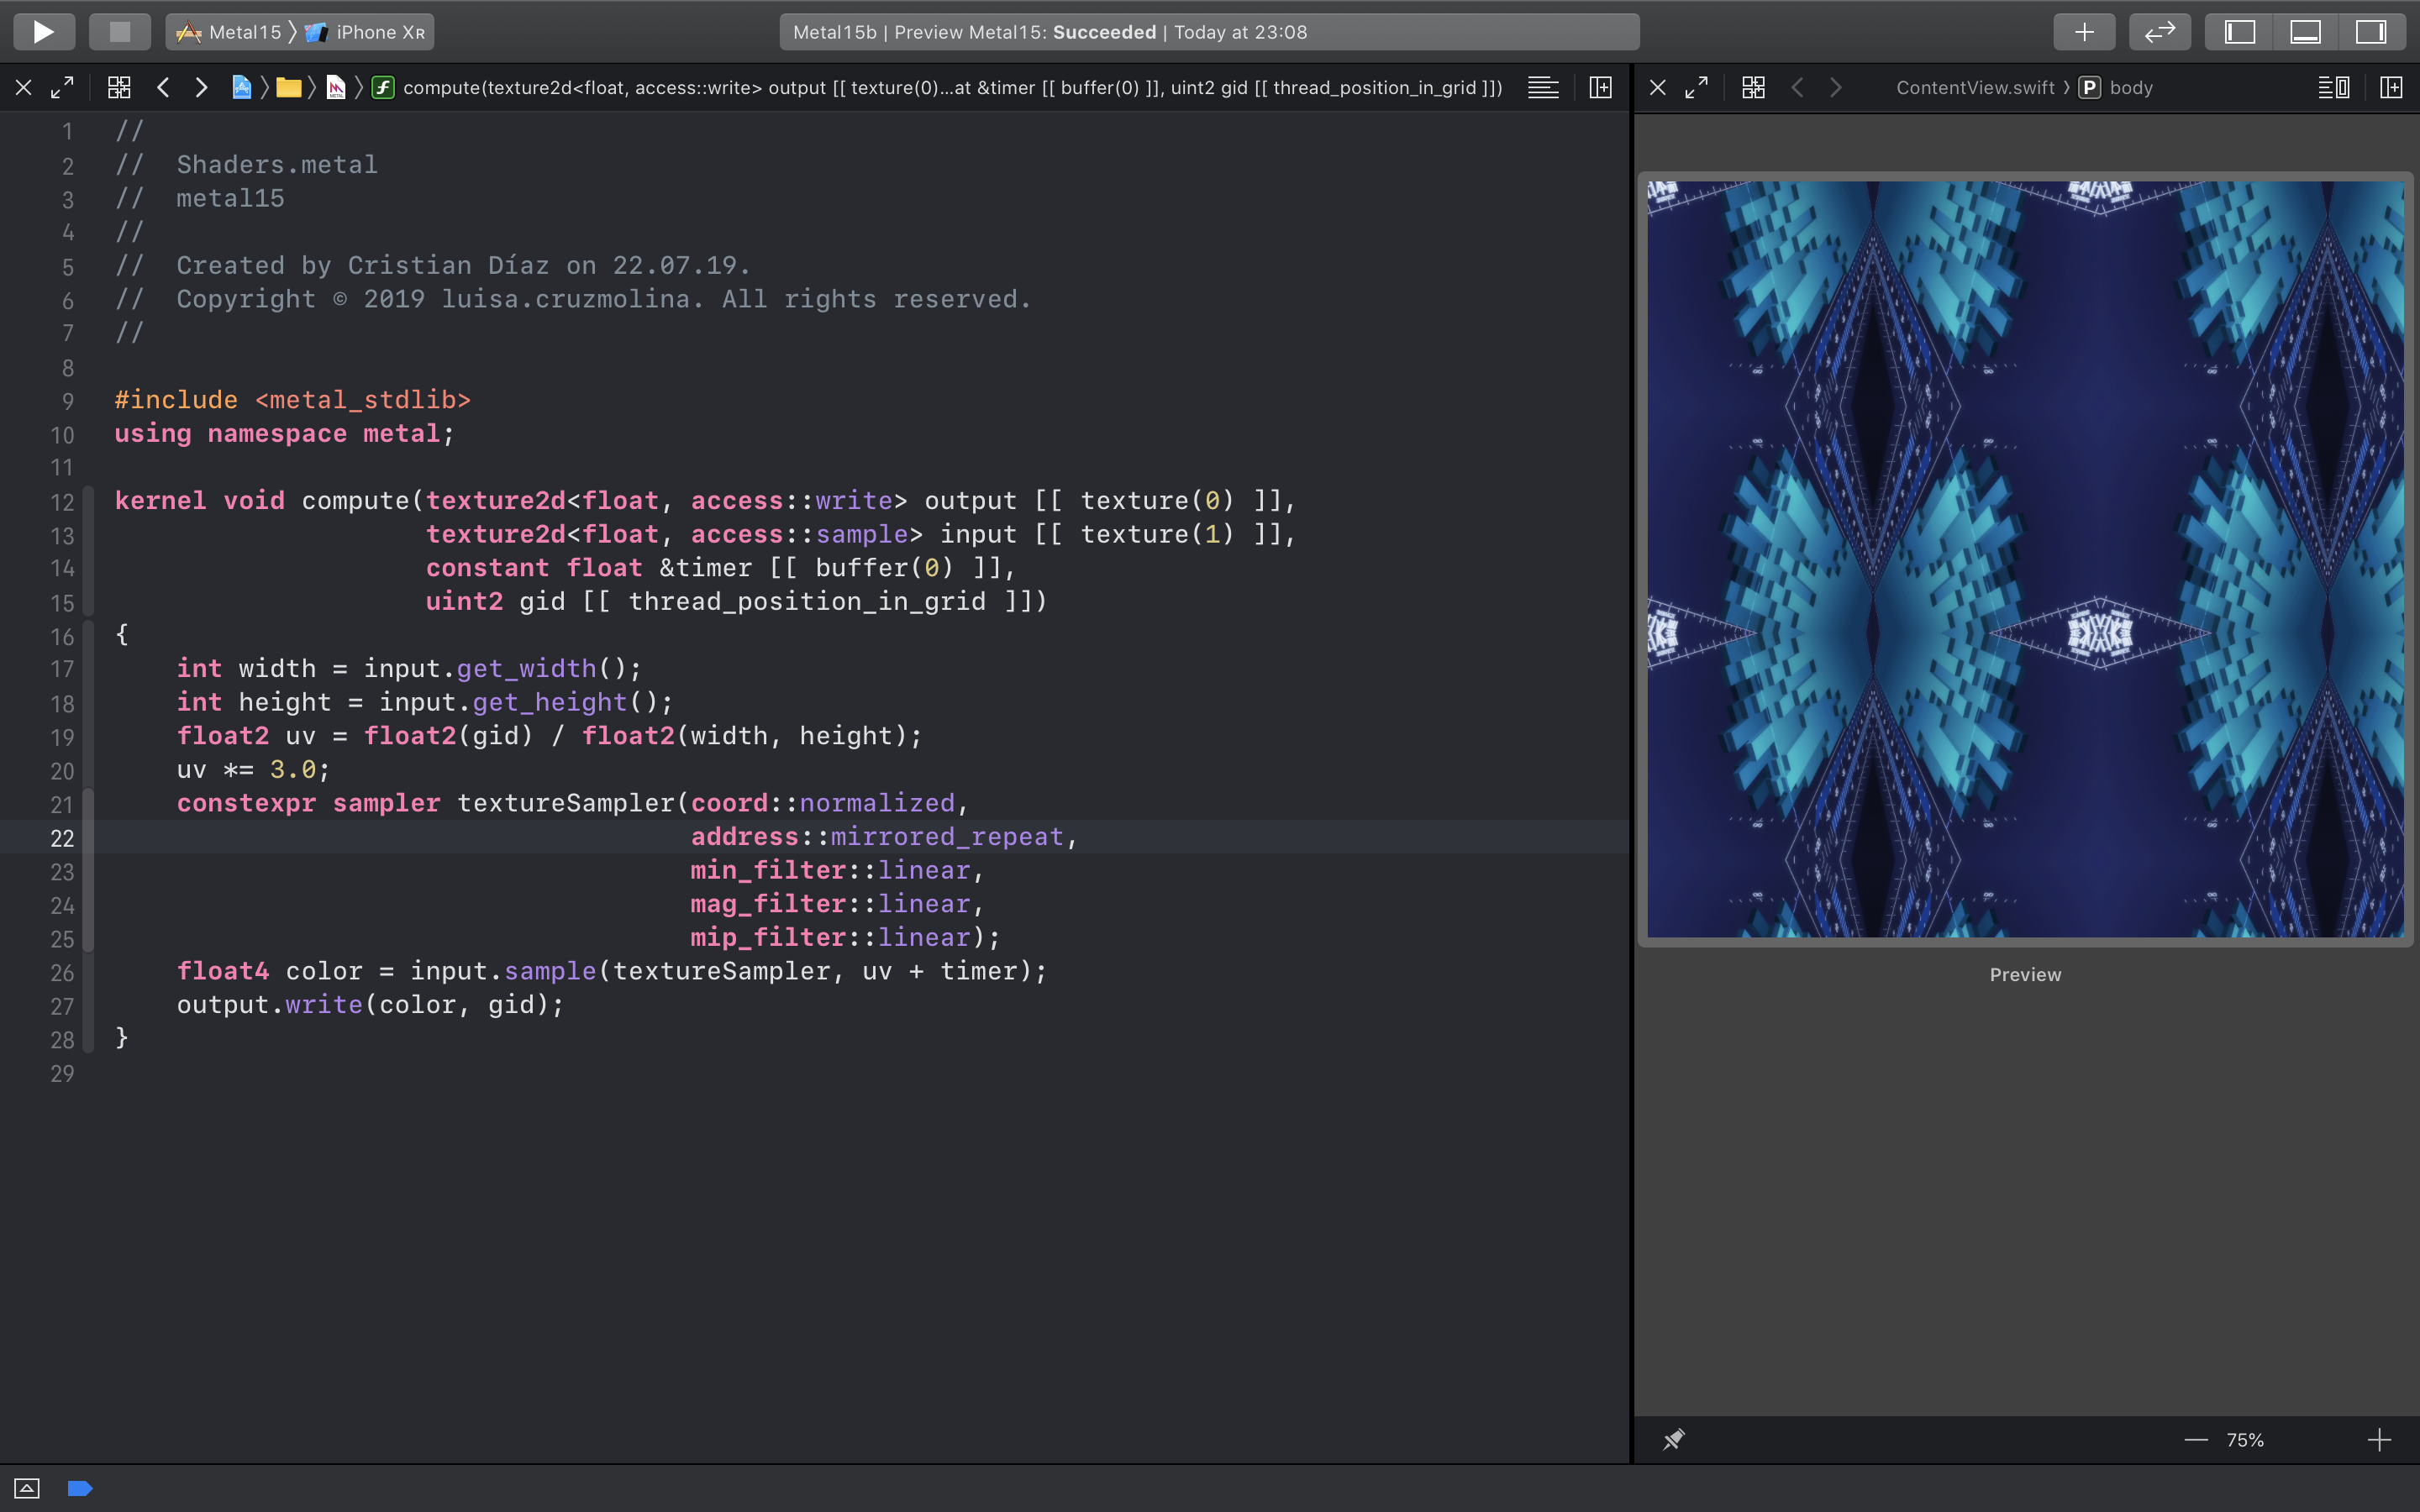 Metal15 〉 iPhone XR
Metal15b | Preview Metal15: Succeeded | Today at 23:08
compute(texture2d<float, access::write> output [[ texture(0)...at &timer [[ buffer(0) ]], uint2 gid [[ thread_position_in_grid ]])
ContentView.swift 〉 P body
1 //
2 //  Shaders.metal
3 //  metal15
4 //
5 //  Created by Cristian Díaz on 22.07.19.
6 //  Copyright © 2019 luisa.cruzmolina. All rights reserved.
7 //
8
9 #include <metal_stdlib>
10 using namespace metal;
11
12 kernel void compute(texture2d<float, access::write> output [[ texture(0) ]],
13                     texture2d<float, access::sample> input [[ texture(1) ]],
14                     constant float &timer [[ buffer(0) ]],
15                     uint2 gid [[ thread_position_in_grid ]])
16 {
17     int width = input.get_width();
18     int height = input.get_height();
19     float2 uv = float2(gid) / float2(width, height);
20     uv *= 3.0;
21     constexpr sampler textureSampler(coord::normalized,
22                                      address::mirrored_repeat,
23                                      min_filter::linear,
24                                      mag_filter::linear,
25                                      mip_filter::linear);
26     float4 color = input.sample(textureSampler, uv + timer);
27     output.write(color, gid);
28 }
29
Preview
75%